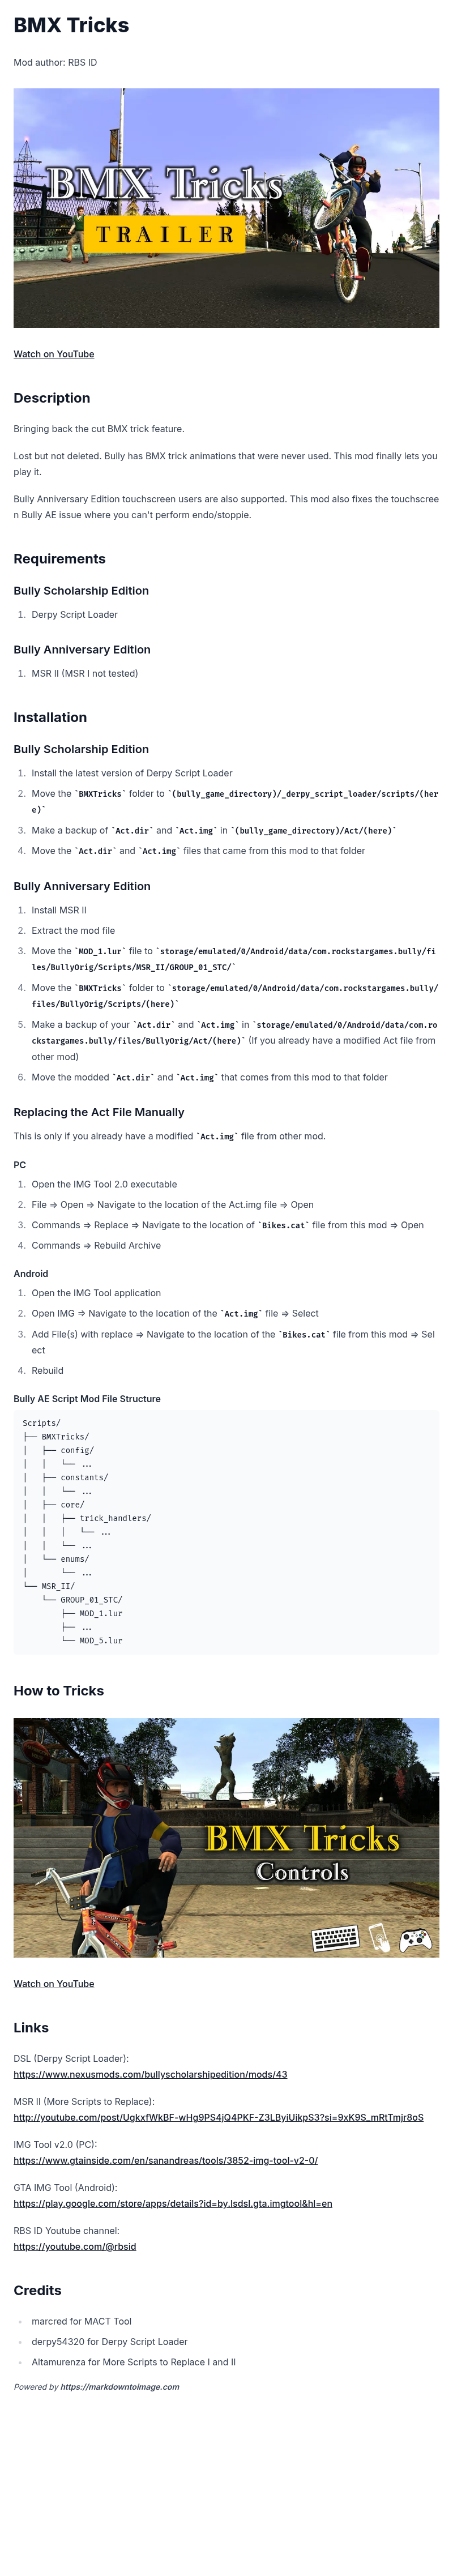 BMX Tricks
Mod author: RBS ID
BMX Tricks
TRAILER
Watch on YouTube
Description
Bringing back the cut BMX trick feature.
Lost but not deleted. Bully has BMX trick animations that were never used. This mod finally lets you
play it.
Bully Anniversary Edition touchscreen users are also supported. This mod also fixes the touchscree
n Bully AE issue where you can't perform endo/stoppie.
Requirements
Bully Scholarship Edition
1. Derpy Script Loader
Bully Anniversary Edition
1. MSR II (MSR I not tested)
Installation
Bully Scholarship Edition
1. Install the latest version of Derpy Script Loader
2. Move the `BMXTricks` folder to `(bully_game_directory)/_derpy_script_loader/scripts/(her
e)`
3. Make a backup of `Act.dir` and `Act.img` in `(bully_game_directory)/Act/(here)`
4. Move the `Act.dir` and `Act.img` files that came from this mod to that folder
Bully Anniversary Edition
1. Install MSR II
2. Extract the mod file
3. Move the `MOD_1.lur` file to `storage/emulated/0/Android/data/com.rockstargames.bully/fi
les/BullyOrig/Scripts/MSR_II/GROUP_01_STC/`
4. Move the `BMXTricks` folder to `storage/emulated/0/Android/data/com.rockstargames.bully/
files/BullyOrig/Scripts/(here)`
5. Make a backup of your `Act.dir` and `Act.img` in `storage/emulated/0/Android/data/com.ro
ckstargames.bully/files/BullyOrig/Act/(here)` (If you already have a modified Act file from
other mod)
6. Move the modded `Act.dir` and `Act.img` that comes from this mod to that folder
Replacing the Act File Manually
This is only if you already have a modified `Act.img` file from other mod.
PC
1. Open the IMG Tool 2.0 executable
2. File => Open => Navigate to the location of the Act.img file => Open
3. Commands => Replace => Navigate to the location of `Bikes.cat` file from this mod => Open
4. Commands => Rebuild Archive
Android
1. Open the IMG Tool application
2. Open IMG => Navigate to the location of the `Act.img` file => Select
3. Add File(s) with replace => Navigate to the location of the `Bikes.cat` file from this mod => Sel
ect
4. Rebuild
Bully AE Script Mod File Structure
Scripts/
├── BMXTricks/
│   ├── config/
│   │   └── ...
│   ├── constants/
│   │   └── ...
│   ├── core/
│   │   ├── trick_handlers/
│   │   │   └── ...
│   │   └── ...
│   └── enums/
│       └── ...
└── MSR_II/
    └── GROUP_01_STC/
        ├── MOD_1.lur
        ├── ...
        └── MOD_5.lur
How to Tricks
BMX Tricks
Controls
Watch on YouTube
Links
DSL (Derpy Script Loader):
https://www.nexusmods.com/bullyscholarshipedition/mods/43
MSR II (More Scripts to Replace):
http://youtube.com/post/UgkxfWkBF-wHg9PS4jQ4PKF-Z3LByiUikpS3?si=9xK9S_mRtTmjr8oS
IMG Tool v2.0 (PC):
https://www.gtainside.com/en/sanandreas/tools/3852-img-tool-v2-0/
GTA IMG Tool (Android):
https://play.google.com/store/apps/details?id=by.lsdsl.gta.imgtool&hl=en
RBS ID Youtube channel:
https://youtube.com/@rbsid
Credits
◦ marcred for MACT Tool
◦ derpy54320 for Derpy Script Loader
◦ Altamurenza for More Scripts to Replace I and II
Powered by https://markdowntoimage.com